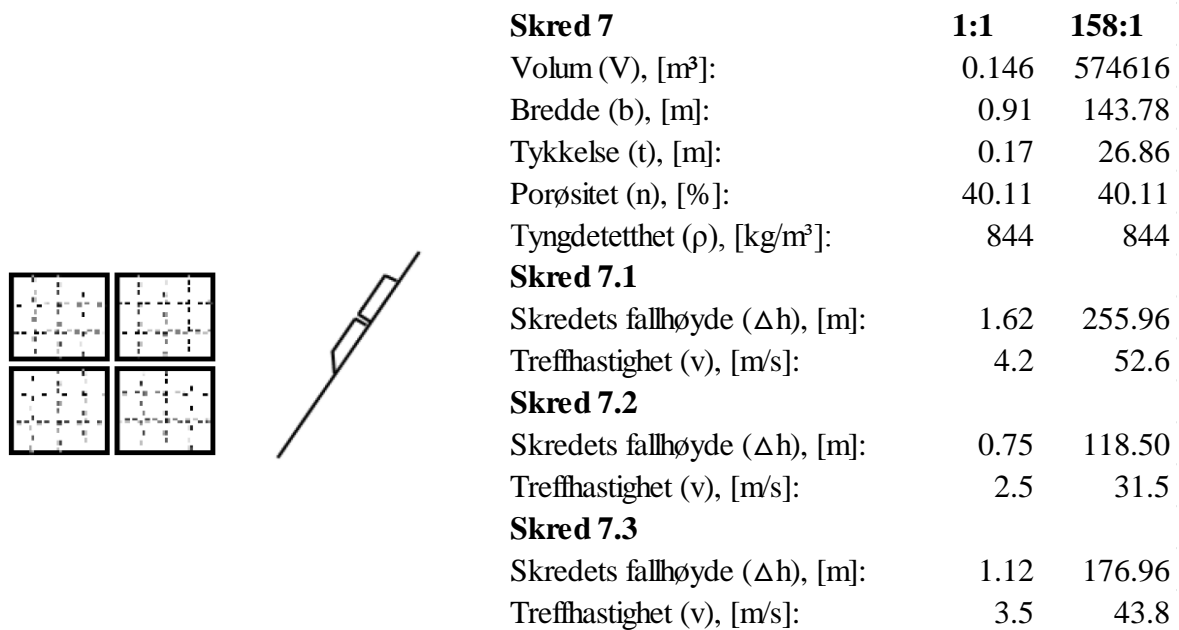 Skred 7 1:1 158:1
Volum (V), [m³]: 0.146 574616
Bredde (b), [m]: 0.91 143.78
Tykkelse (t), [m]: 0.17 26.86
Porøsitet (n), [%]: 40.11 40.11
Tyngdetetthet (ρ), [kg/m³]: 844 844
Skred 7.1
Skredets fallhøyde (Δh), [m]: 1.62 255.96
Treffhastighet (v), [m/s]: 4.2 52.6
Skred 7.2
Skredets fallhøyde (Δh), [m]: 0.75 118.50
Treffhastighet (v), [m/s]: 2.5 31.5
Skred 7.3
Skredets fallhøyde (Δh), [m]: 1.12 176.96
Treffhastighet (v), [m/s]: 3.5 43.8